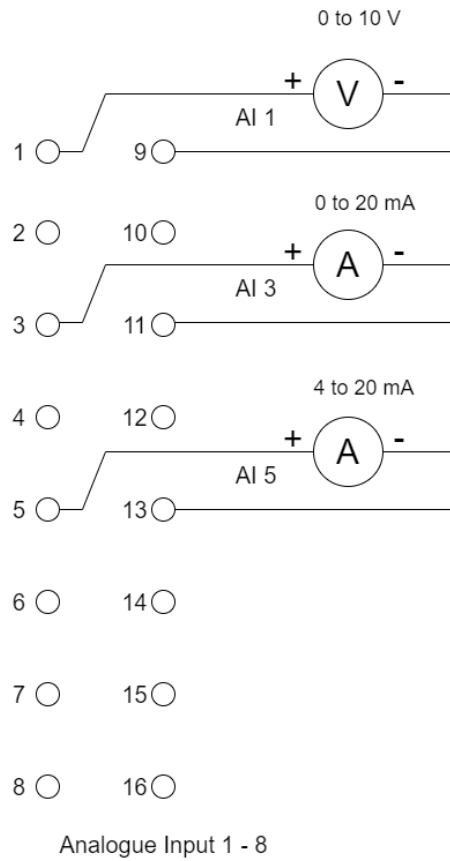 0 to 10 V
+ V -
AI 1
1 9
0 to 20 mA
2 10
+ A -
AI 3
3 11
4 to 20 mA
4 12
+ A -
AI 5
5 13
6 14
7 15
8 16
Analogue Input 1 - 8